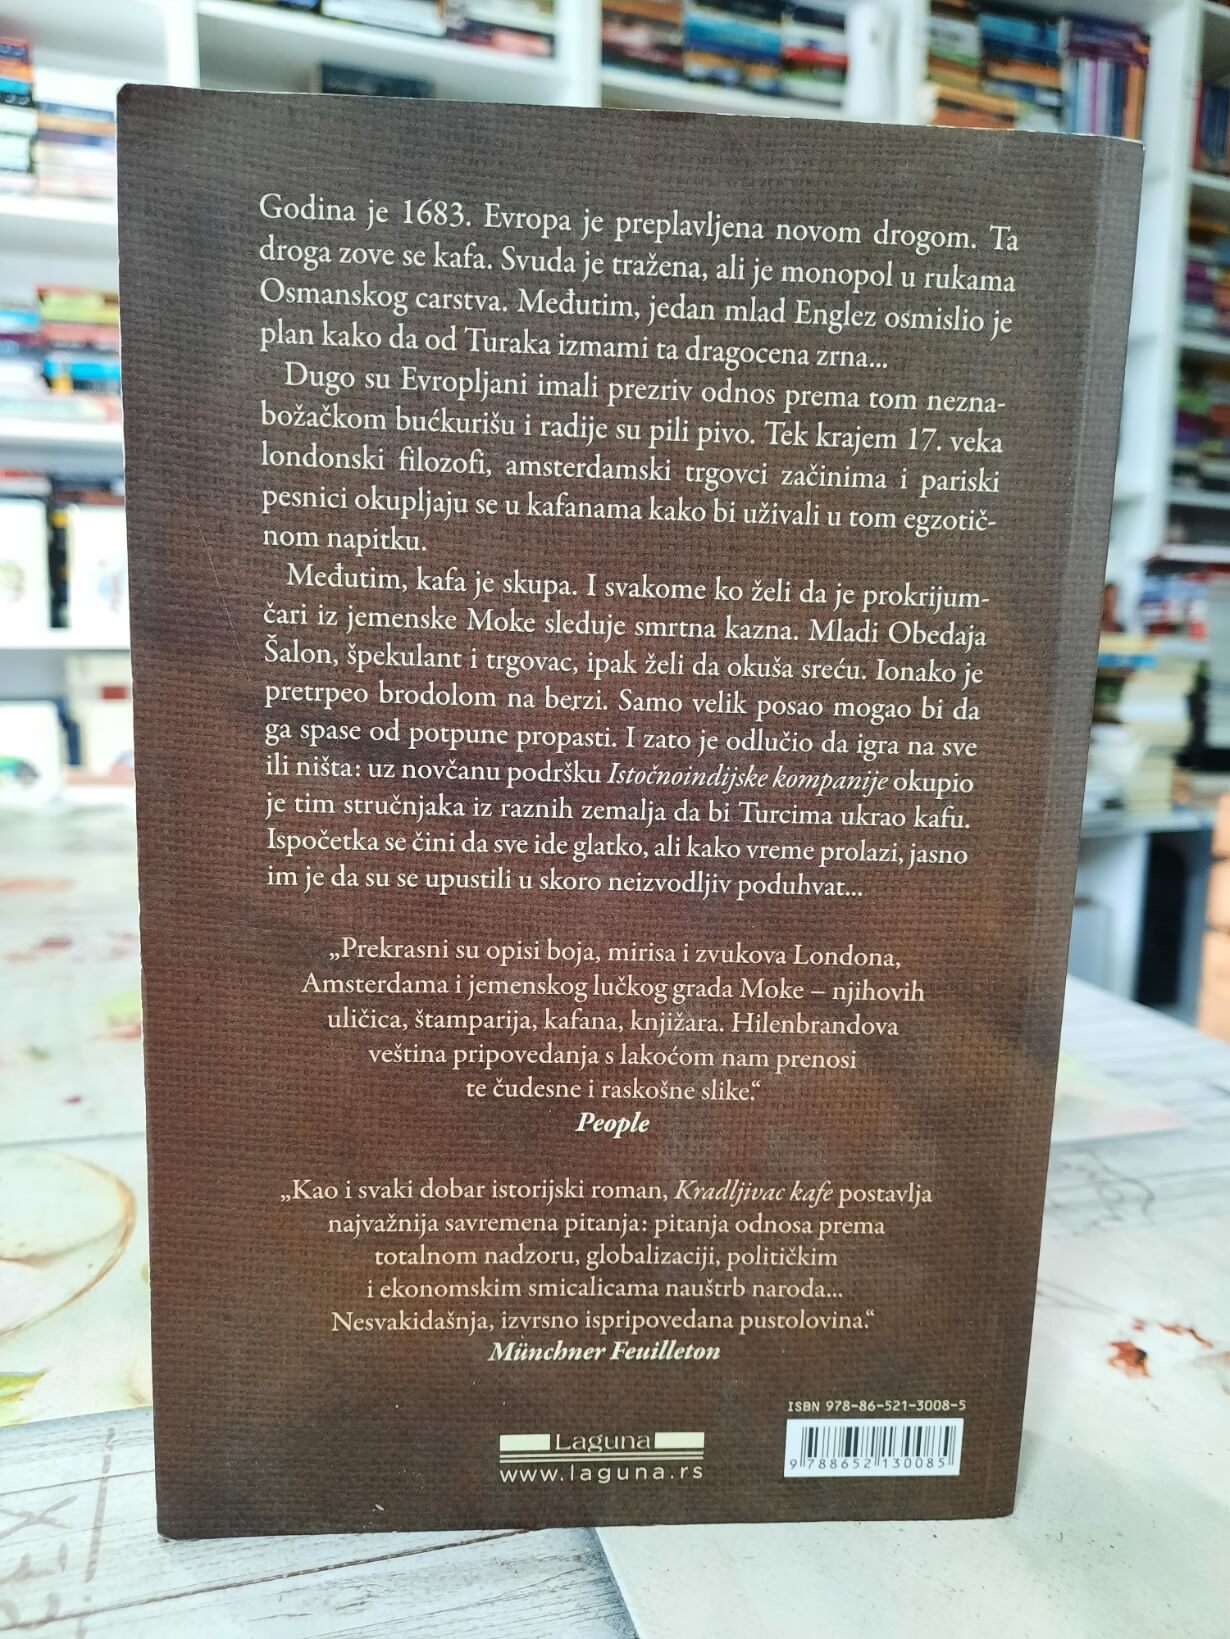 Godina je 1683. Evropa je preplavljena novom drogom. Ta
droga zove se kafa. Svuda je tražena, ali je monopol u rukama
Osmanskog carstva. Međutim, jedan mlad Englez osmislio je
plan kako da od Turaka izmami ta dragocena zrna...
Dugo su Evropljani imali prezriv odnos prema tom nezna-
božačkom bućkurišu i radije su pili pivo. Tek krajem 17. veka
londonski filozofi, amsterdamski trgovci začinima i pariski
pesnici okupljaju se u kafanama kako bi uživali u tom egzotič-
nom napitku.
Međutim, kafa je skupa. I svakome ko želi da je prokrijum-
čari iz jemenske Moke sleduje smrtna kazna. Mladi Obedaja
Šalon, špekulant i trgovac, ipak želi da okuša sreću. Ionako je
pretrpeo brodolom na berzi. Samo velik posao mogao bi da
ga spase od potpune propasti. I zato je odlučio da igra na sve
ili ništa: uz novčanu podršku Istočnoindijske kompanije okupio
je tim stručnjaka iz raznih zemalja da bi Turcima ukrao kafu.
Ispočetka se čini da sve ide glatko, ali kako vreme prolazi, jasno
im je da su se upustili u skoro neizvodljiv poduhvat...
„Prekrasni su opisi boja, mirisa i zvukova Londona,
Amsterdama i jemenskog lučkog grada Moke – njihovih
uličica, štamparija, kafana, knjižara. Hilenbrandova
veština pripovedanja s lakoćom nam prenosi
te čudesne i raskošne slike.“
People
„Kao i svaki dobar istorijski roman, Kradljivac kafe postavlja
najvažnija savremena pitanja: pitanja odnosa prema
totalnom nadzoru, globalizaciji, političkim
i ekonomskim smicalicama nauštrb naroda...
Nesvakidašnja, izvrsno ispripovedana pustolovina.“
Münchner Feuilleton
ISBN 978-86-521-3008-5
Laguna
www.laguna.rs
9 788652 130085